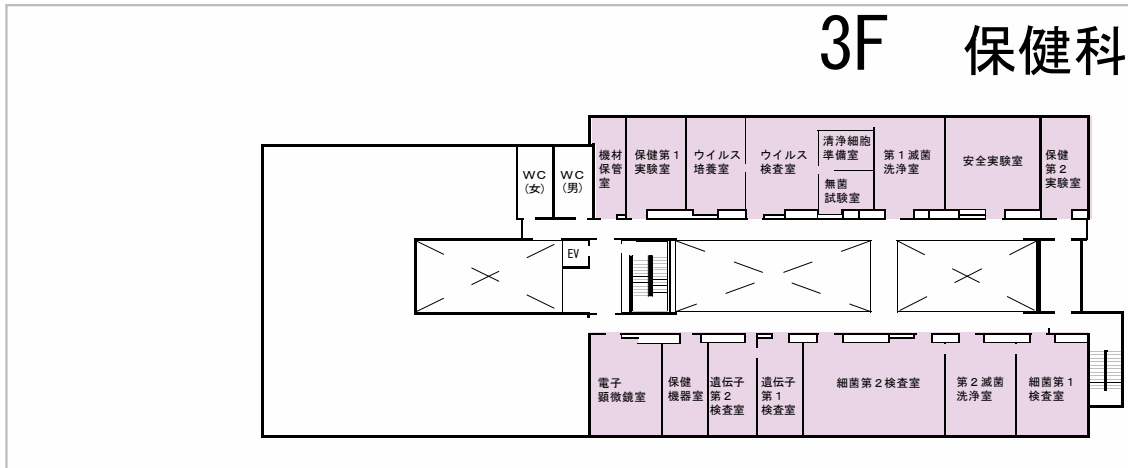 3F 保健科
WC
(女)
WC
(男)
機材
保管
室
保健第1
実験室
ウイルス
培養室
ウイルス
検査室
清浄細胞
準備室
無菌
試験室
第1滅菌
洗浄室
安全実験室
保健
第2
実験室
EV
電子
顕微鏡室
保健
機器室
遺伝子
第2
検査室
遺伝子
第1
検査室
細菌第2検査室
第2滅菌
洗浄室
細菌第1
検査室